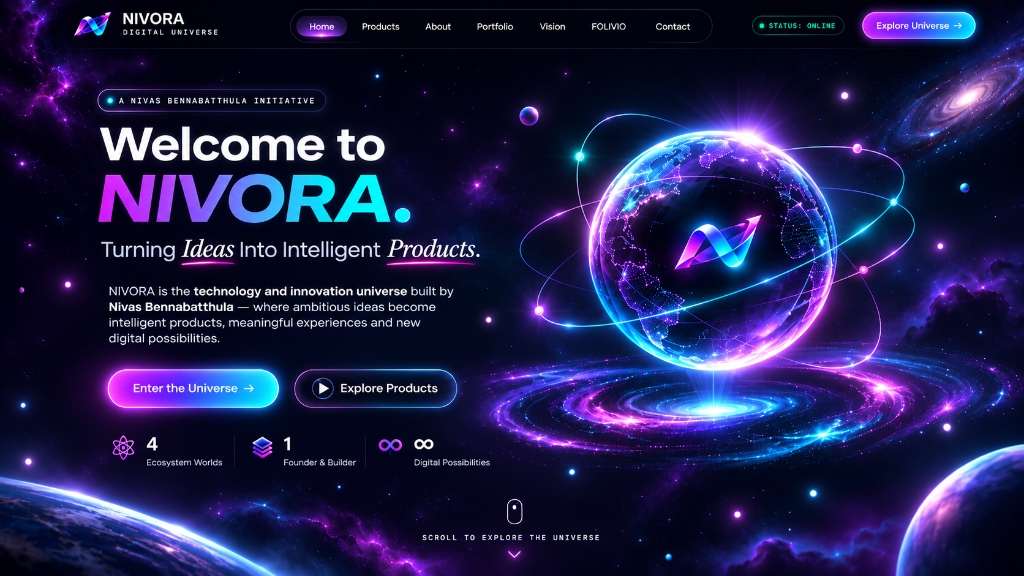 NIVORA
DIGITAL UNIVERSE
Home
Products
About
Portfolio
Vision
FOLIVIO
Contact
STATUS: ONLINE
Explore Universe →
A NIVAS BENNABATTHULA INITIATIVE
Welcome to
NIVORA.
Turning Ideas Into Intelligent Products.
NIVORA is the technology and innovation universe built by
Nivas Bennabatthula — where ambitious ideas become
intelligent products, meaningful experiences and new
digital possibilities.
Enter the Universe →
Explore Products
4
Ecosystem Worlds
1
Founder & Builder
∞
Digital Possibilities
SCROLL TO EXPLORE THE UNIVERSE